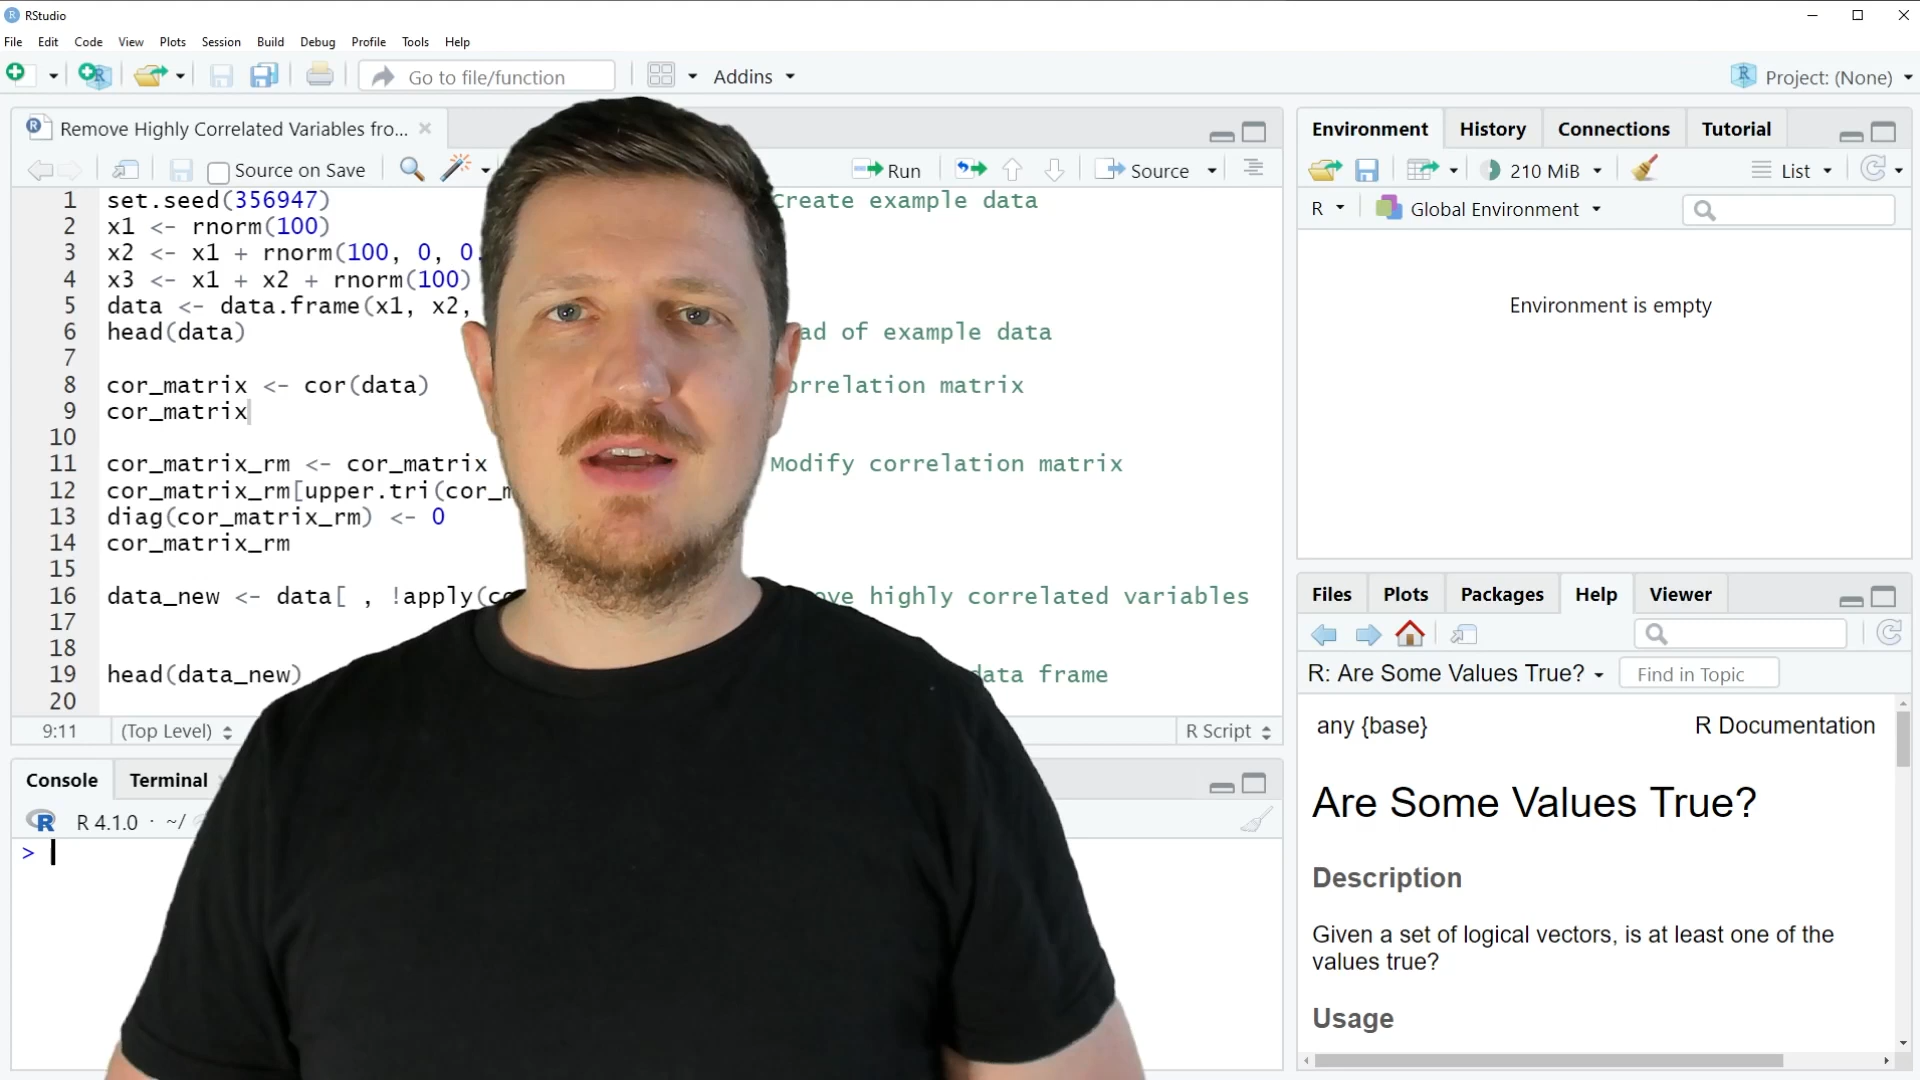 RStudio
File Edit Code View Plots Session Build Debug Profile Tools Help
Go to file/function Addins Project: (None)
Remove Highly Correlated Variables fro...
Source on Save Run Source
1 set.seed(356947) Create example data
2 x1 <- rnorm(100)
3 x2 <- x1 + rnorm(100, 0, 0.
4 x3 <- x1 + x2 + rnorm(100)
5 data <- data.frame(x1, x2,
6 head(data) of example data
7
8 cor_matrix <- cor(data) matrix
9 cor_matrix
10
11 cor_matrix_rm <- cor_matrix Modify correlation matrix
12 cor_matrix_rm[upper.tri(
13 diag(cor_matrix_rm) <- 0
14 cor_matrix_rm
15
16 data_new <- data[ , !apply( highly correlated variables
17
18
19 head(data_new) data frame
20
9:11 (Top Level) R Script
Console Terminal
R 4.1.0 · ~/
>
Environment History Connections Tutorial
210 MiB List
R Global Environment
Environment is empty
Files Plots Packages Help Viewer
R: Are Some Values True? Find in Topic
any {base} R Documentation
Are Some Values True?
Description
Given a set of logical vectors, is at least one of the
values true?
Usage